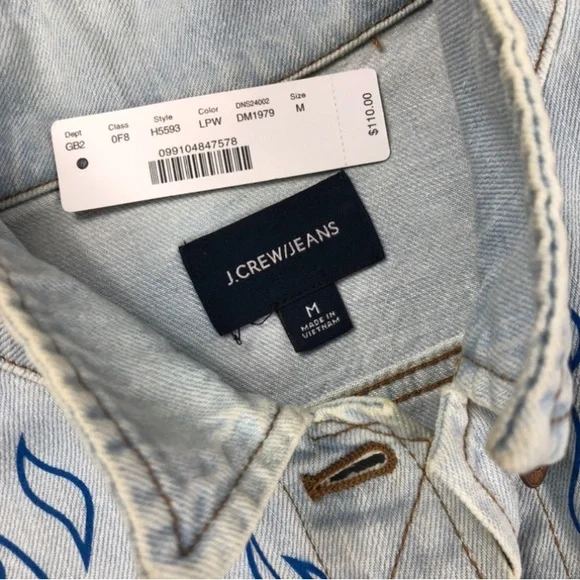 Dept Class Style Color DNS24002 Size
GB2 0F8 H5593 LPW DM1979 M
099104847578
$110.00
J.CREW/JEANS
M
MADE IN
VIETNAM